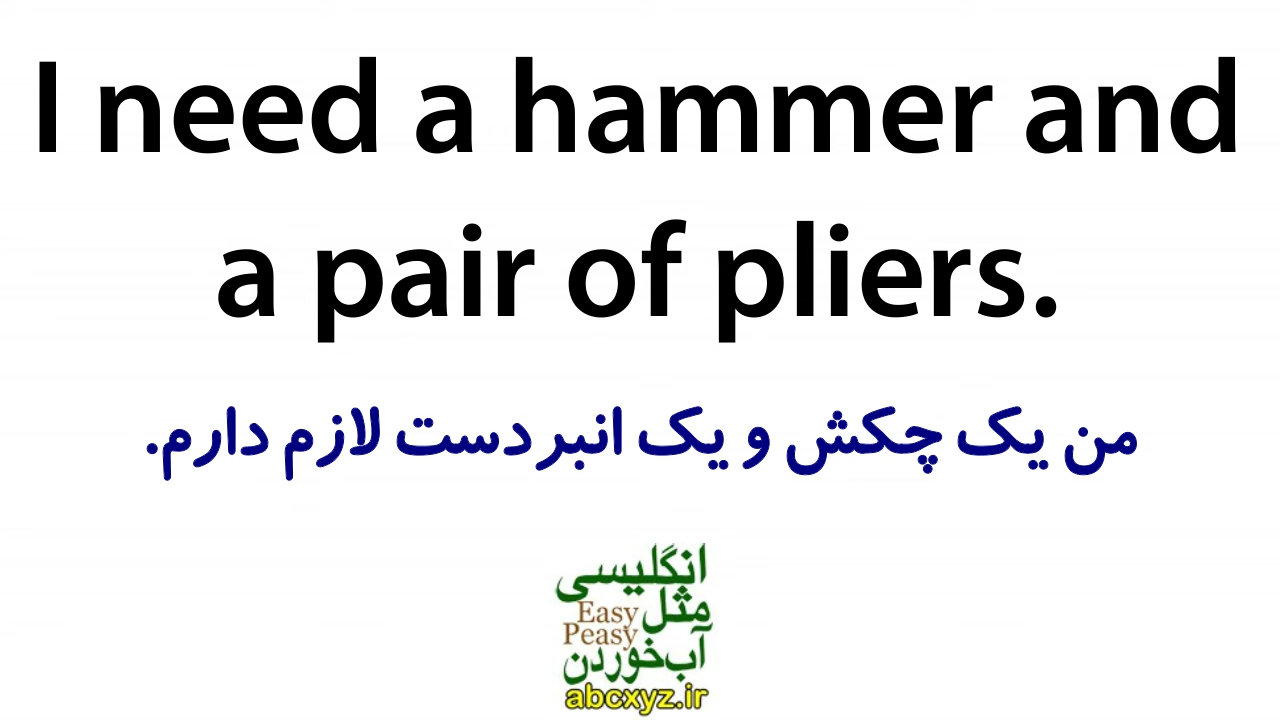 I need a hammer and
a pair of pliers.
من یک چکش و یک انبردست لازم دارم.
انگلیسی
مثل
Easy
Peasy
آب‌خوردن
abcxyz.ir